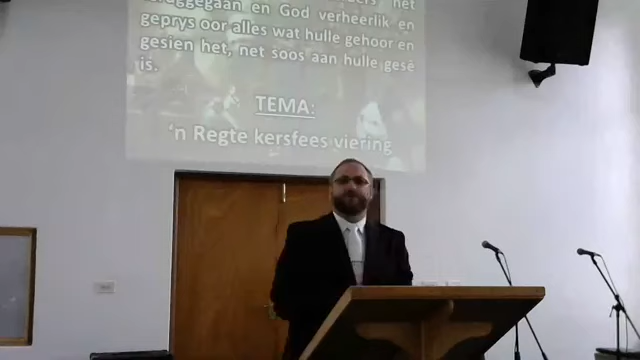 het
en God verheerlik en
geprys oor alles wat hulle gehoor en
gesien het, net soos aan hulle gesê
is.
TEMA:
'n Regte kersfees viering